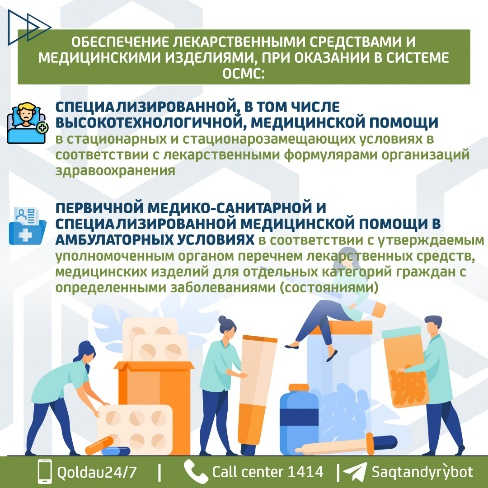 ОБЕСПЕЧЕНИЕ ЛЕКАРСТВЕННЫМИ СРЕДСТВАМИ И
МЕДИЦИНСКИМИ ИЗДЕЛИЯМИ, ПРИ ОКАЗАНИИ В СИСТЕМЕ
ОСМС:
СПЕЦИАЛИЗИРОВАННОЙ, В ТОМ ЧИСЛЕ
ВЫСОКОТЕХНОЛОГИЧНОЙ, МЕДИЦИНСКОЙ ПОМОЩИ
в стационарных и стационарозамещающих условиях в
соответствии с лекарственными формулярами организаций
здравоохранения
ПЕРВИЧНОЙ МЕДИКО-САНИТАРНОЙ И
СПЕЦИАЛИЗИРОВАННОЙ МЕДИЦИНСКОЙ ПОМОЩИ В
АМБУЛАТОРНЫХ УСЛОВИЯХ в соответствии с утверждаемым
уполномоченным органом перечнем лекарственных средств,
медицинских изделий для отдельных категорий граждан с
определенными заболеваниями (состояниями)
Qoldau24/7 | Call center 1414 | Saqtandyrýbot